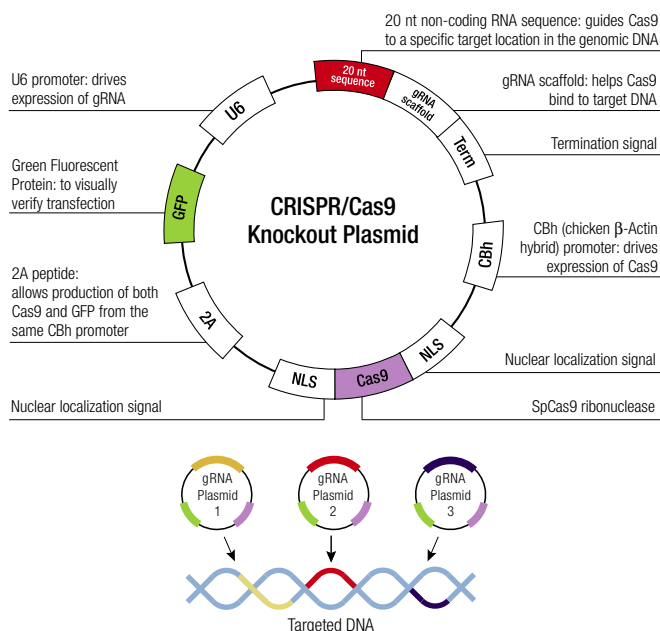 20 nt non-coding RNA sequence: guides Cas9
to a specific target location in the genomic DNA
U6 promoter: drives
expression of gRNA
U6
20 nt
sequence
gRNA
scaffold
Term
gRNA scaffold: helps Cas9
bind to target DNA
Termination signal
Green Fluorescent
Protein: to visually
verify transfection
GFP
CRISPR/Cas9
Knockout Plasmid
CBh
CBh (chicken β-Actin
hybrid) promoter: drives
expression of Cas9
2A peptide:
allows production of both
Cas9 and GFP from the
same CBh promoter
2A
NLS
Cas9
NLS
Nuclear localization signal
Nuclear localization signal
SpCas9 ribonuclease
gRNA
Plasmid
1
gRNA
Plasmid
2
gRNA
Plasmid
3
Targeted DNA